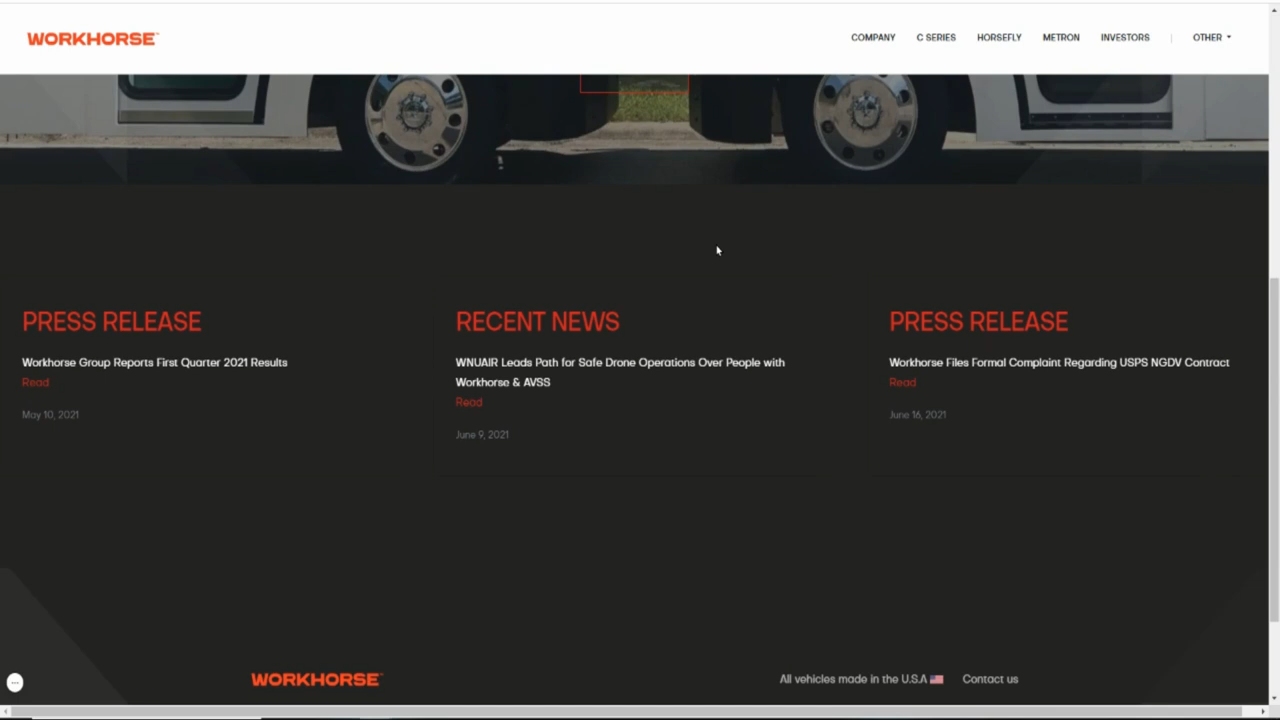 WORKHORSE™
COMPANY
C SERIES
HORSEFLY
METRON
INVESTORS
OTHER
PRESS RELEASE
Workhorse Group Reports First Quarter 2021 Results
Read
May 10, 2021
RECENT NEWS
WNUAIR Leads Path for Safe Drone Operations Over People with
Workhorse & AVSS
Read
June 9, 2021
PRESS RELEASE
Workhorse Files Formal Complaint Regarding USPS NGDV Contract
Read
June 16, 2021
WORKHORSE™
All vehicles made in the U.S.A
Contact us